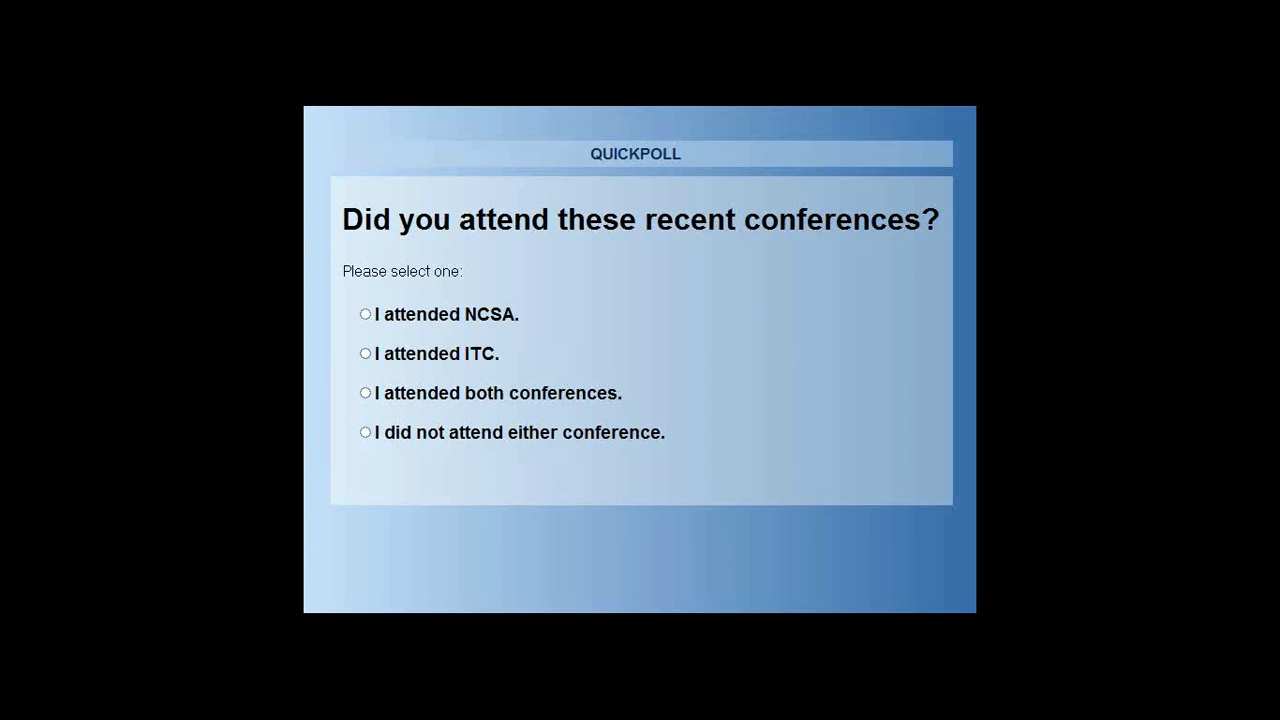 QUICKPOLL
Did you attend these recent conferences?
Please select one:
I attended NCSA.
I attended ITC.
I attended both conferences.
I did not attend either conference.